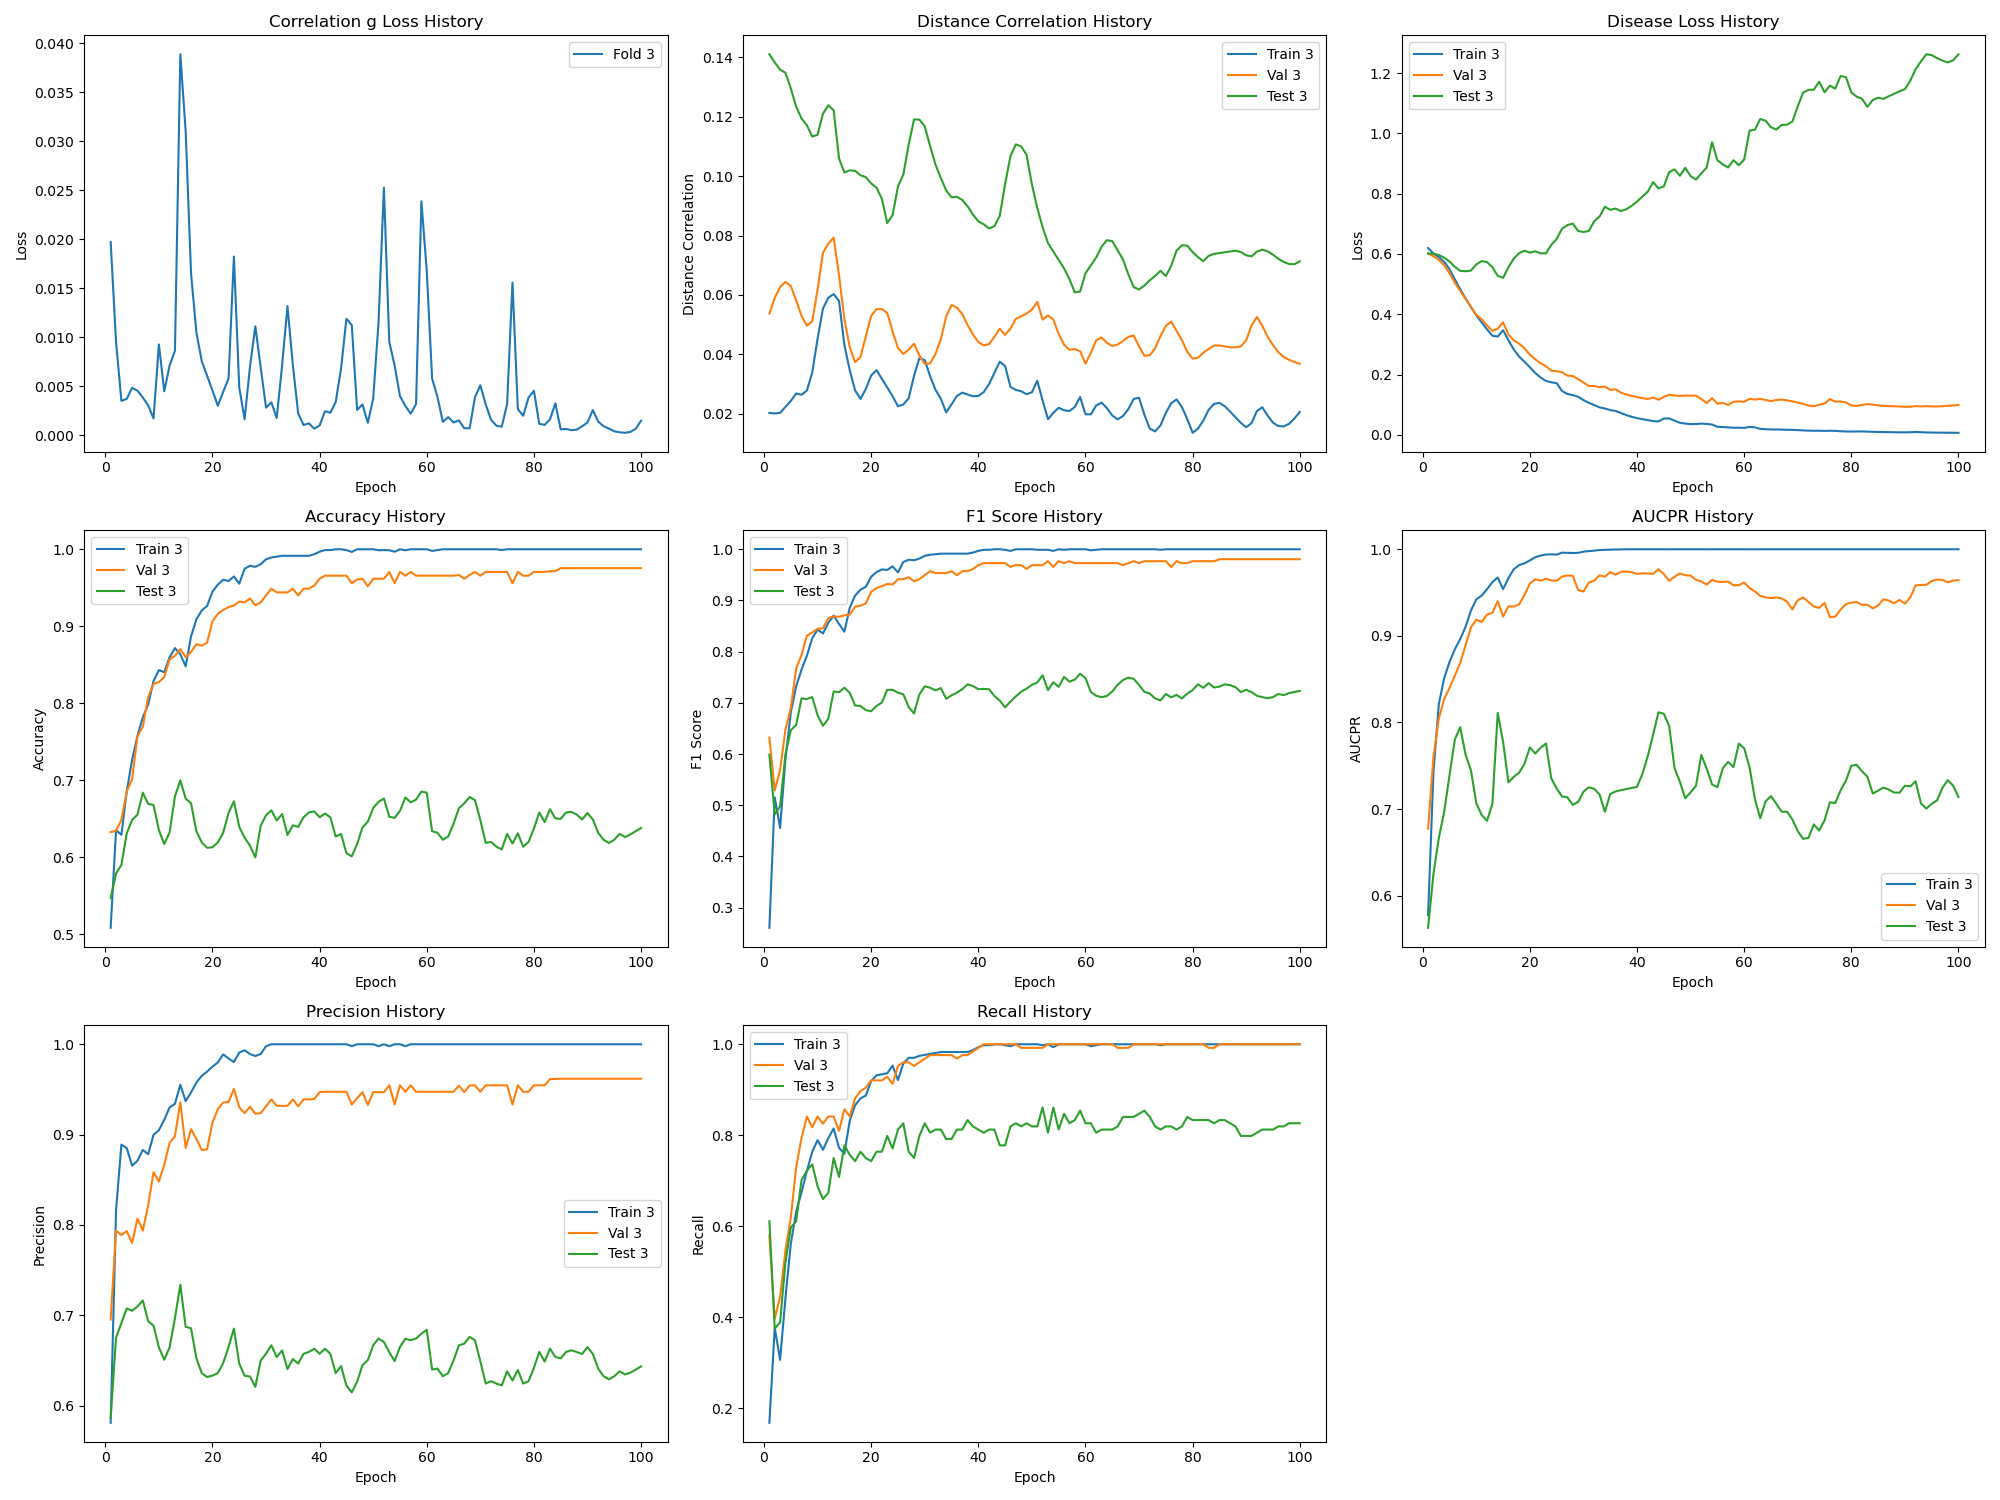 Correlation g Loss History
Loss
0.040
0.035
0.030
0.025
0.020
0.015
0.010
0.005
0.000
0 20 40 60 80 100
Epoch
Fold 3
Distance Correlation History
Distance Correlation
0.14
0.12
0.10
0.08
0.06
0.04
0.02
0 20 40 60 80 100
Epoch
Train 3
Val 3
Test 3
Disease Loss History
Loss
1.2
1.0
0.8
0.6
0.4
0.2
0.0
0 20 40 60 80 100
Epoch
Train 3
Val 3
Test 3
Accuracy History
Accuracy
1.0
0.9
0.8
0.7
0.6
0.5
0 20 40 60 80 100
Epoch
Train 3
Val 3
Test 3
F1 Score History
F1 Score
1.0
0.9
0.8
0.7
0.6
0.5
0.4
0.3
0 20 40 60 80 100
Epoch
Train 3
Val 3
Test 3
AUCPR History
AUCPR
1.0
0.9
0.8
0.7
0.6
0 20 40 60 80 100
Epoch
Train 3
Val 3
Test 3
Precision History
Precision
1.0
0.9
0.8
0.7
0.6
0 20 40 60 80 100
Epoch
Train 3
Val 3
Test 3
Recall History
Recall
1.0
0.8
0.6
0.4
0.2
0 20 40 60 80 100
Epoch
Train 3
Val 3
Test 3